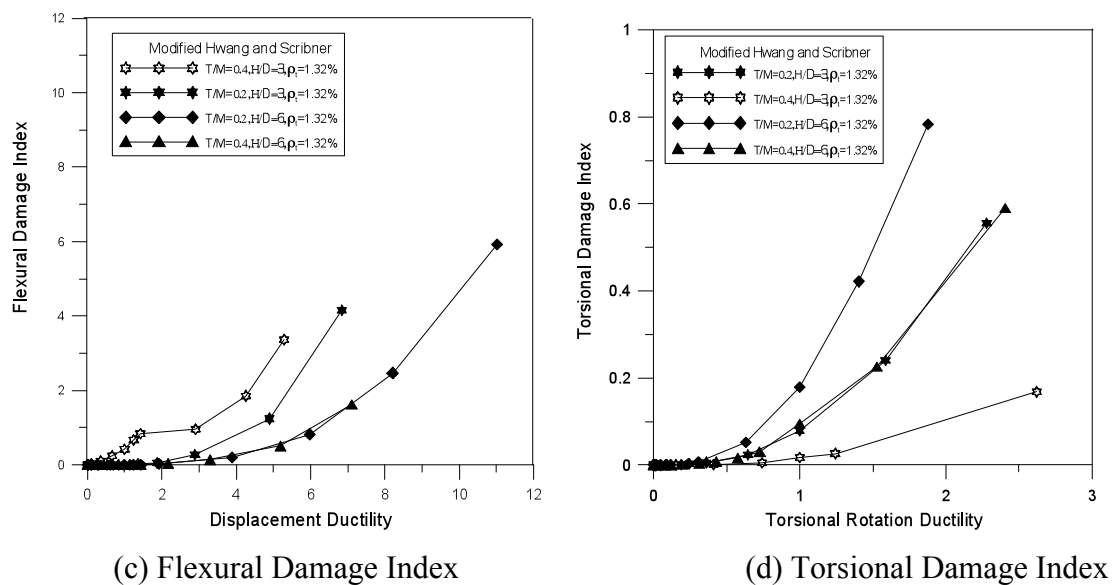 12
10
8
6
4
2
0
Flexural Damage Index
Modified Hwang and Scribner
T/M=0.4,H/D=3,ρt=1.32%
T/M=0.2,H/D=3,ρt=1.32%
T/M=0.2,H/D=6,ρt=1.32%
T/M=0.4,H/D=6,ρt=1.32%
0 2 4 6 8 10 12
Displacement Ductility
(c) Flexural Damage Index
1
0.8
0.6
0.4
0.2
0
Torsional Damage Index
Modified Hwang and Scribner
T/M=0.2,H/D=3,ρt=1.32%
T/M=0.4,H/D=3,ρt=1.32%
T/M=0.2,H/D=6,ρt=1.32%
T/M=0.4,H/D=6,ρt=1.32%
0 1 2 3
Torsional Rotation Ductility
(d) Torsional Damage Index